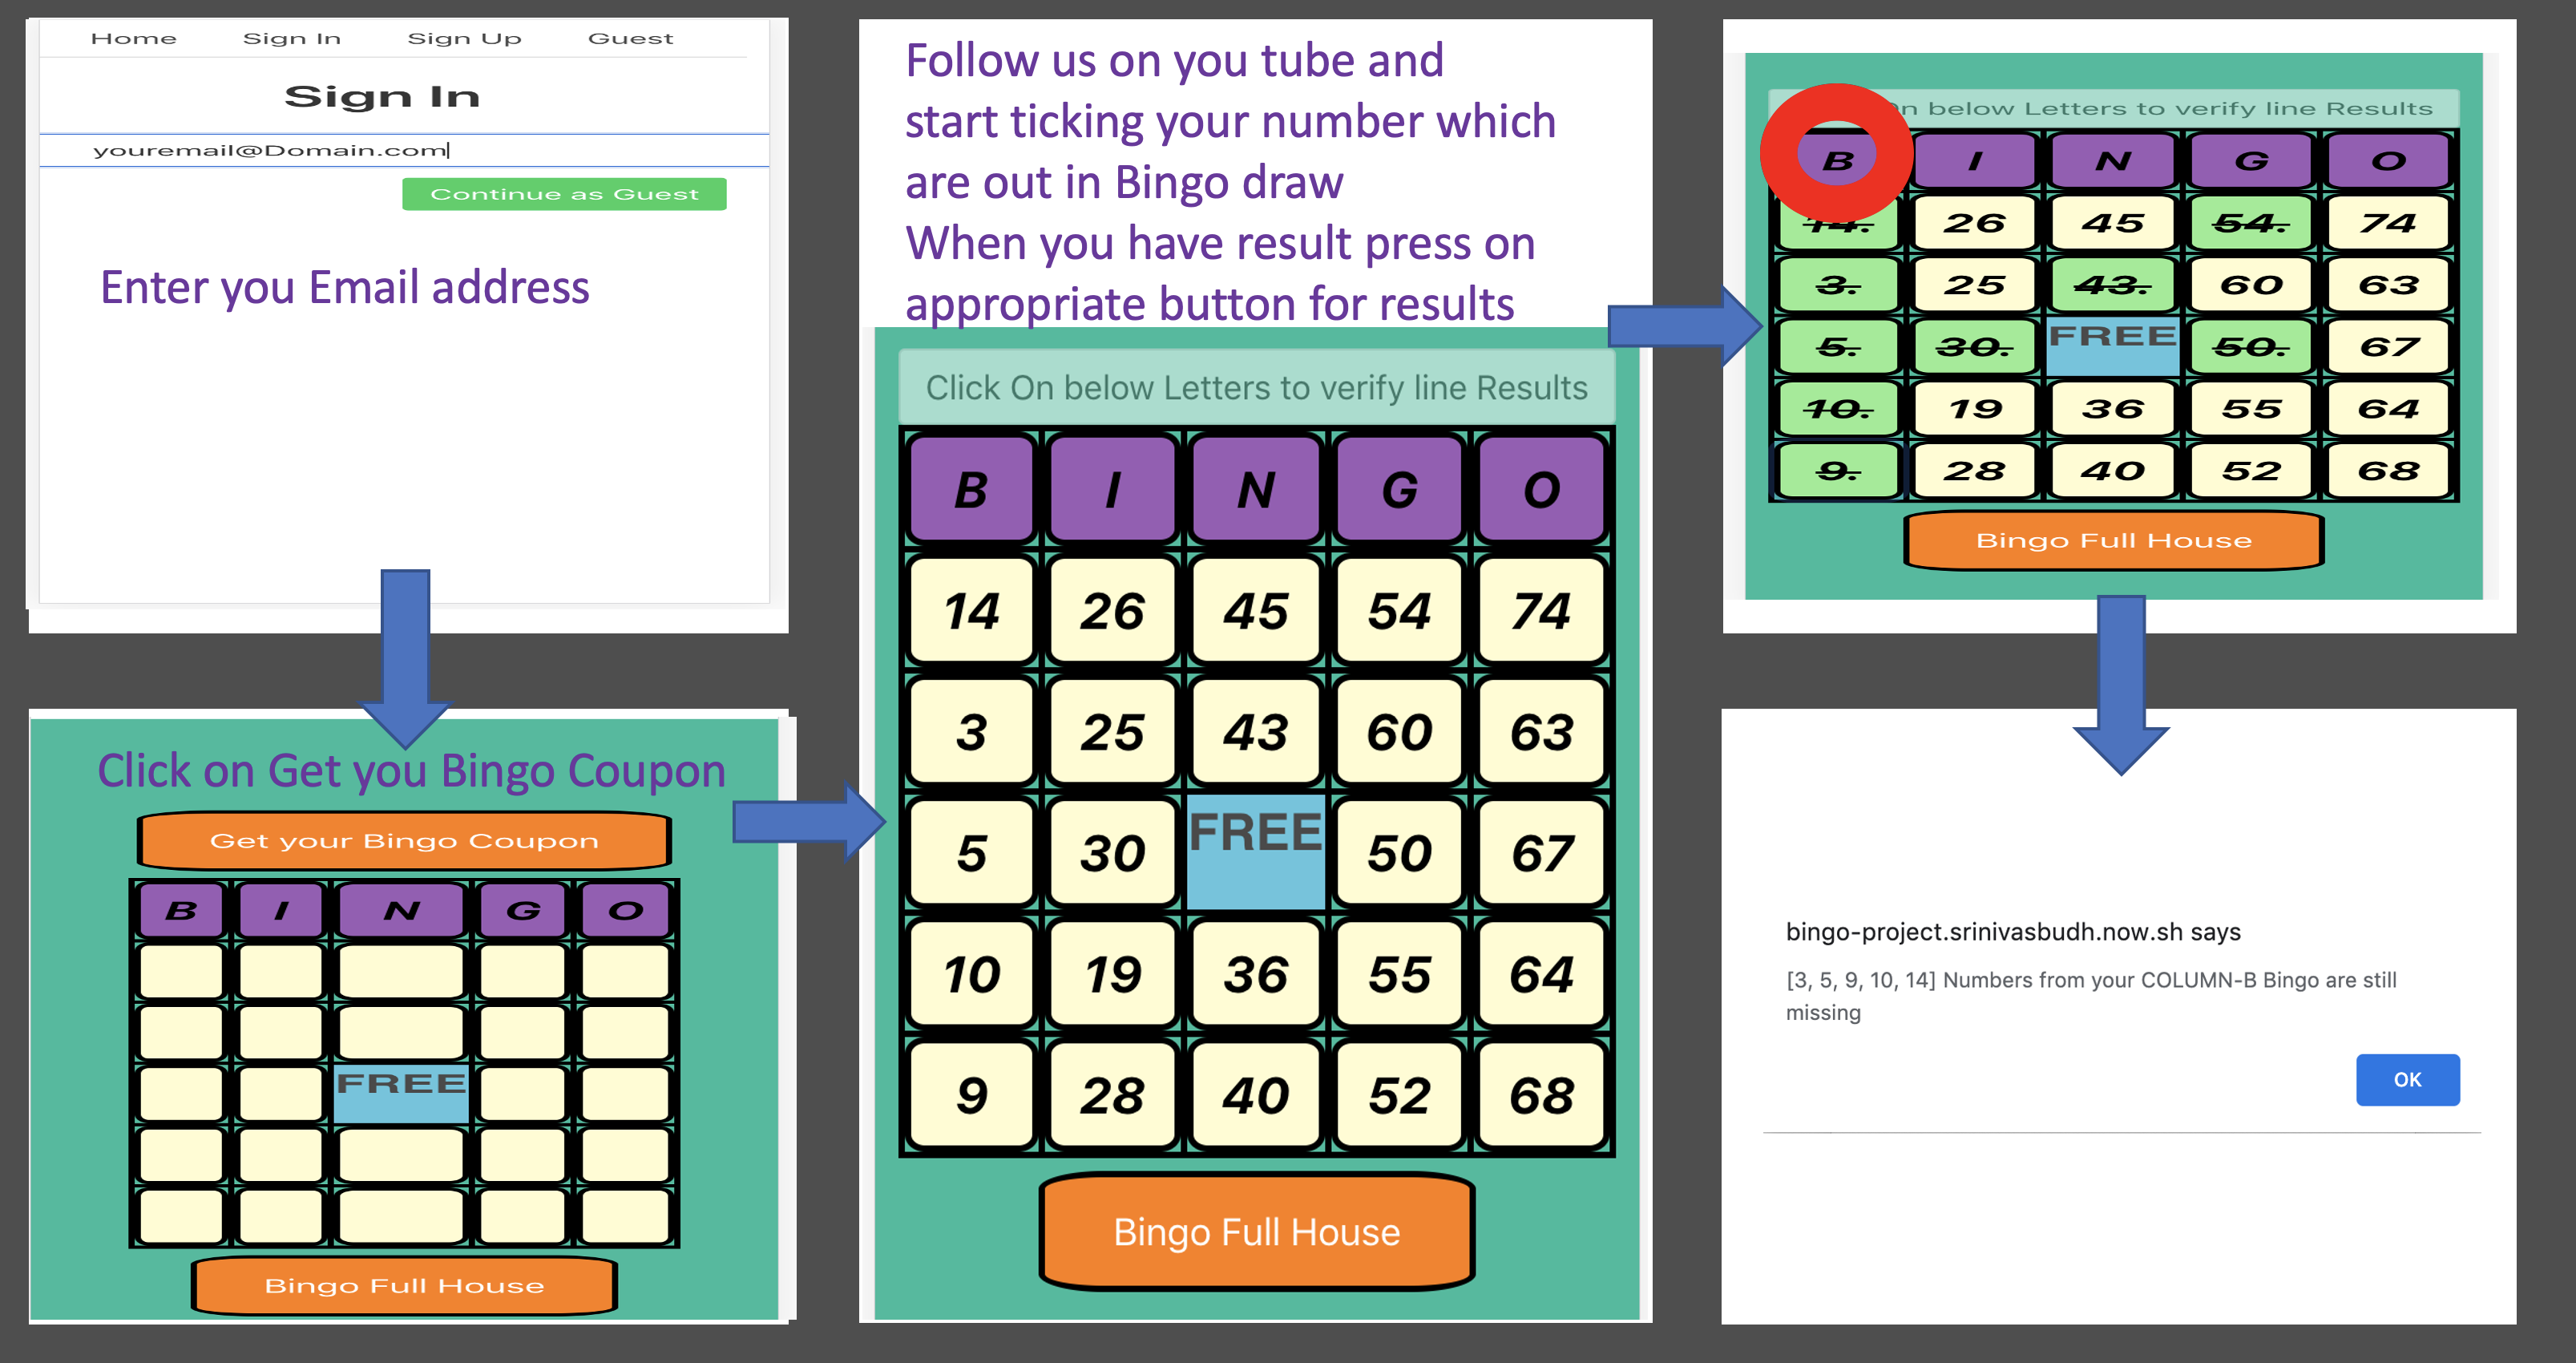 Home Sign In Sign Up Guest
Sign In
youremail@Domain.com
Continue as Guest
Enter you Email address
Click on Get you Bingo Coupon
Get your Bingo Coupon
B I N G O
FREE
Bingo Full House
Follow us on you tube and
start ticking your number which
are out in Bingo draw
When you have result press on
appropriate button for results
Click On below Letters to verify line Results
B I N G O
14 26 45 54 74
3 25 43 60 63
5 30 FREE 50 67
10 19 36 55 64
9 28 40 52 68
Bingo Full House
below Letters to verify line Results
B I N G O
14. 26 45 54. 74
3. 25 43. 60 63
5. 30. FREE 50. 67
10. 19 36 55 64
9. 28 40 52 68
Bingo Full House
bingo-project.srinivasbudh.now.sh says
[3, 5, 9, 10, 14] Numbers from your COLUMN-B Bingo are still
missing
OK